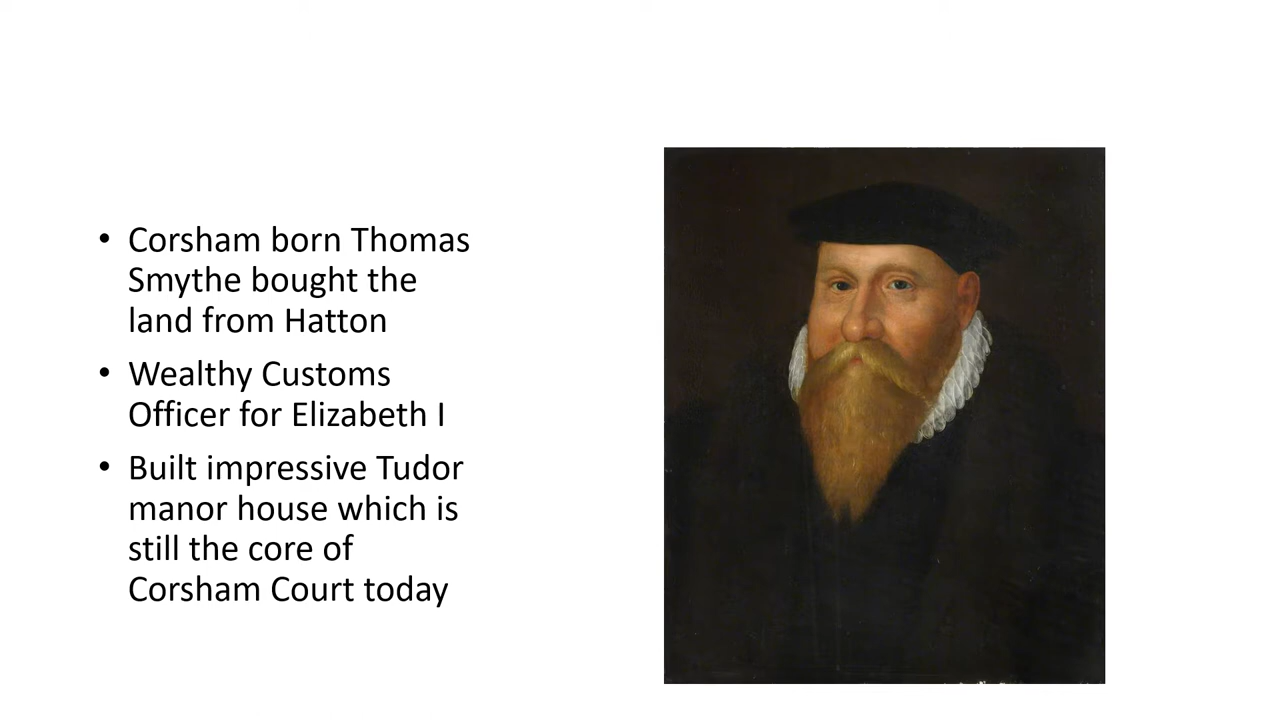 • Corsham born Thomas
Smythe bought the
land from Hatton
• Wealthy Customs
Officer for Elizabeth I
• Built impressive Tudor
manor house which is
still the core of
Corsham Court today